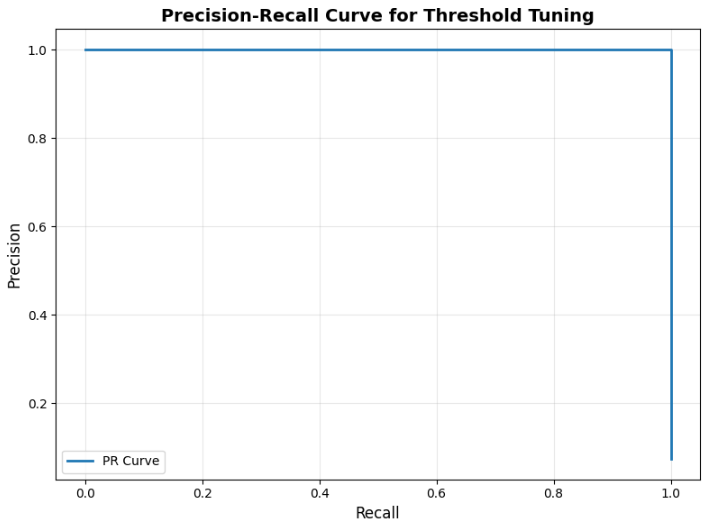 Precision-Recall Curve for Threshold Tuning
1.0
0.8
0.6
0.4
0.2
Precision
PR Curve
0.0 0.2 0.4 0.6 0.8 1.0
Recall